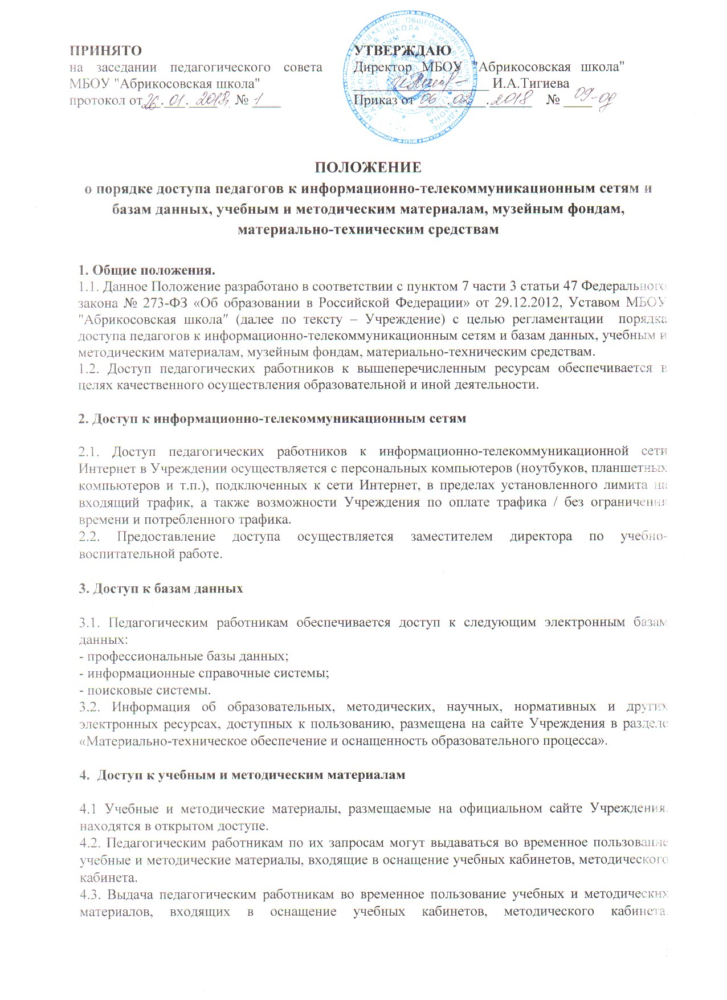 ПРИНЯТО
на заседании педагогического совета
МБОУ "Абрикосовская школа"
протокол от 26.01.2018г. № 1
УТВЕРЖДАЮ
Директор МБОУ "Абрикосовская школа"
И.А.Тигиева
Приказ от 06.02.2018 № 09-од
ПОЛОЖЕНИЕ
о порядке доступа педагогов к информационно-телекоммуникационным сетям и
базам данных, учебным и методическим материалам, музейным фондам,
материально-техническим средствам
1. Общие положения.
1.1. Данное Положение разработано в соответствии с пунктом 7 части 3 статьи 47 Федерального
закона № 273-ФЗ «Об образовании в Российской Федерации» от 29.12.2012, Уставом МБОУ
"Абрикосовская школа" (далее по тексту – Учреждение) с целью регламентации порядка
доступа педагогов к информационно-телекоммуникационным сетям и базам данных, учебным и
методическим материалам, музейным фондам, материально-техническим средствам.
1.2. Доступ педагогических работников к вышеперечисленным ресурсам обеспечивается в
целях качественного осуществления образовательной и иной деятельности.
2. Доступ к информационно-телекоммуникационным сетям
2.1. Доступ педагогических работников к информационно-телекоммуникационной сети
Интернет в Учреждении осуществляется с персональных компьютеров (ноутбуков, планшетных
компьютеров и т.п.), подключенных к сети Интернет, в пределах установленного лимита на
входящий трафик, а также возможности Учреждения по оплате трафика / без ограничения
времени и потребленного трафика.
2.2. Предоставление доступа осуществляется заместителем директора по учебно-
воспитательной работе.
3. Доступ к базам данных
3.1. Педагогическим работникам обеспечивается доступ к следующим электронным базам
данных:
- профессиональные базы данных;
- информационные справочные системы;
- поисковые системы.
3.2. Информация об образовательных, методических, научных, нормативных и других
электронных ресурсах, доступных к пользованию, размещена на сайте Учреждения в разделе
«Материально-техническое обеспечение и оснащенность образовательного процесса».
4. Доступ к учебным и методическим материалам
4.1 Учебные и методические материалы, размещаемые на официальном сайте Учреждения,
находятся в открытом доступе.
4.2. Педагогическим работникам по их запросам могут выдаваться во временное пользование
учебные и методические материалы, входящие в оснащение учебных кабинетов, методического
кабинета.
4.3. Выдача педагогическим работникам во временное пользование учебных и методических
материалов, входящих в оснащение учебных кабинетов, методического кабинета,